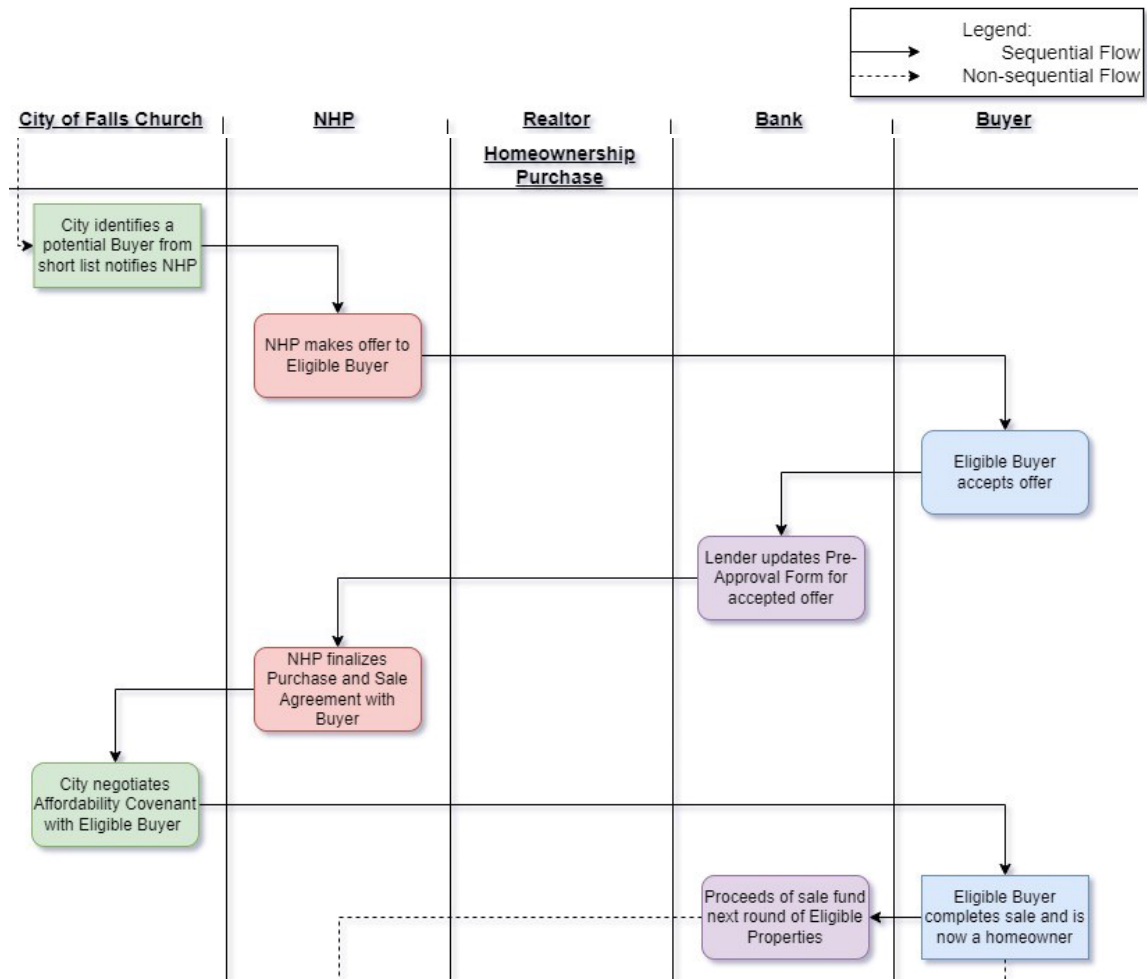 Legend:
Sequential Flow
Non-sequential Flow
City of Falls Church
NHP
Realtor
Bank
Buyer
Homeownership
Purchase
City identifies a
potential Buyer from
short list notifies NHP
NHP makes offer to
Eligible Buyer
Eligible Buyer
accepts offer
Lender updates Pre-
Approval Form for
accepted offer
NHP finalizes
Purchase and Sale
Agreement with
Buyer
City negotiates
Affordability Covenant
with Eligible Buyer
Proceeds of sale fund
next round of Eligible
Properties
Eligible Buyer
completes sale and is
now a homeowner